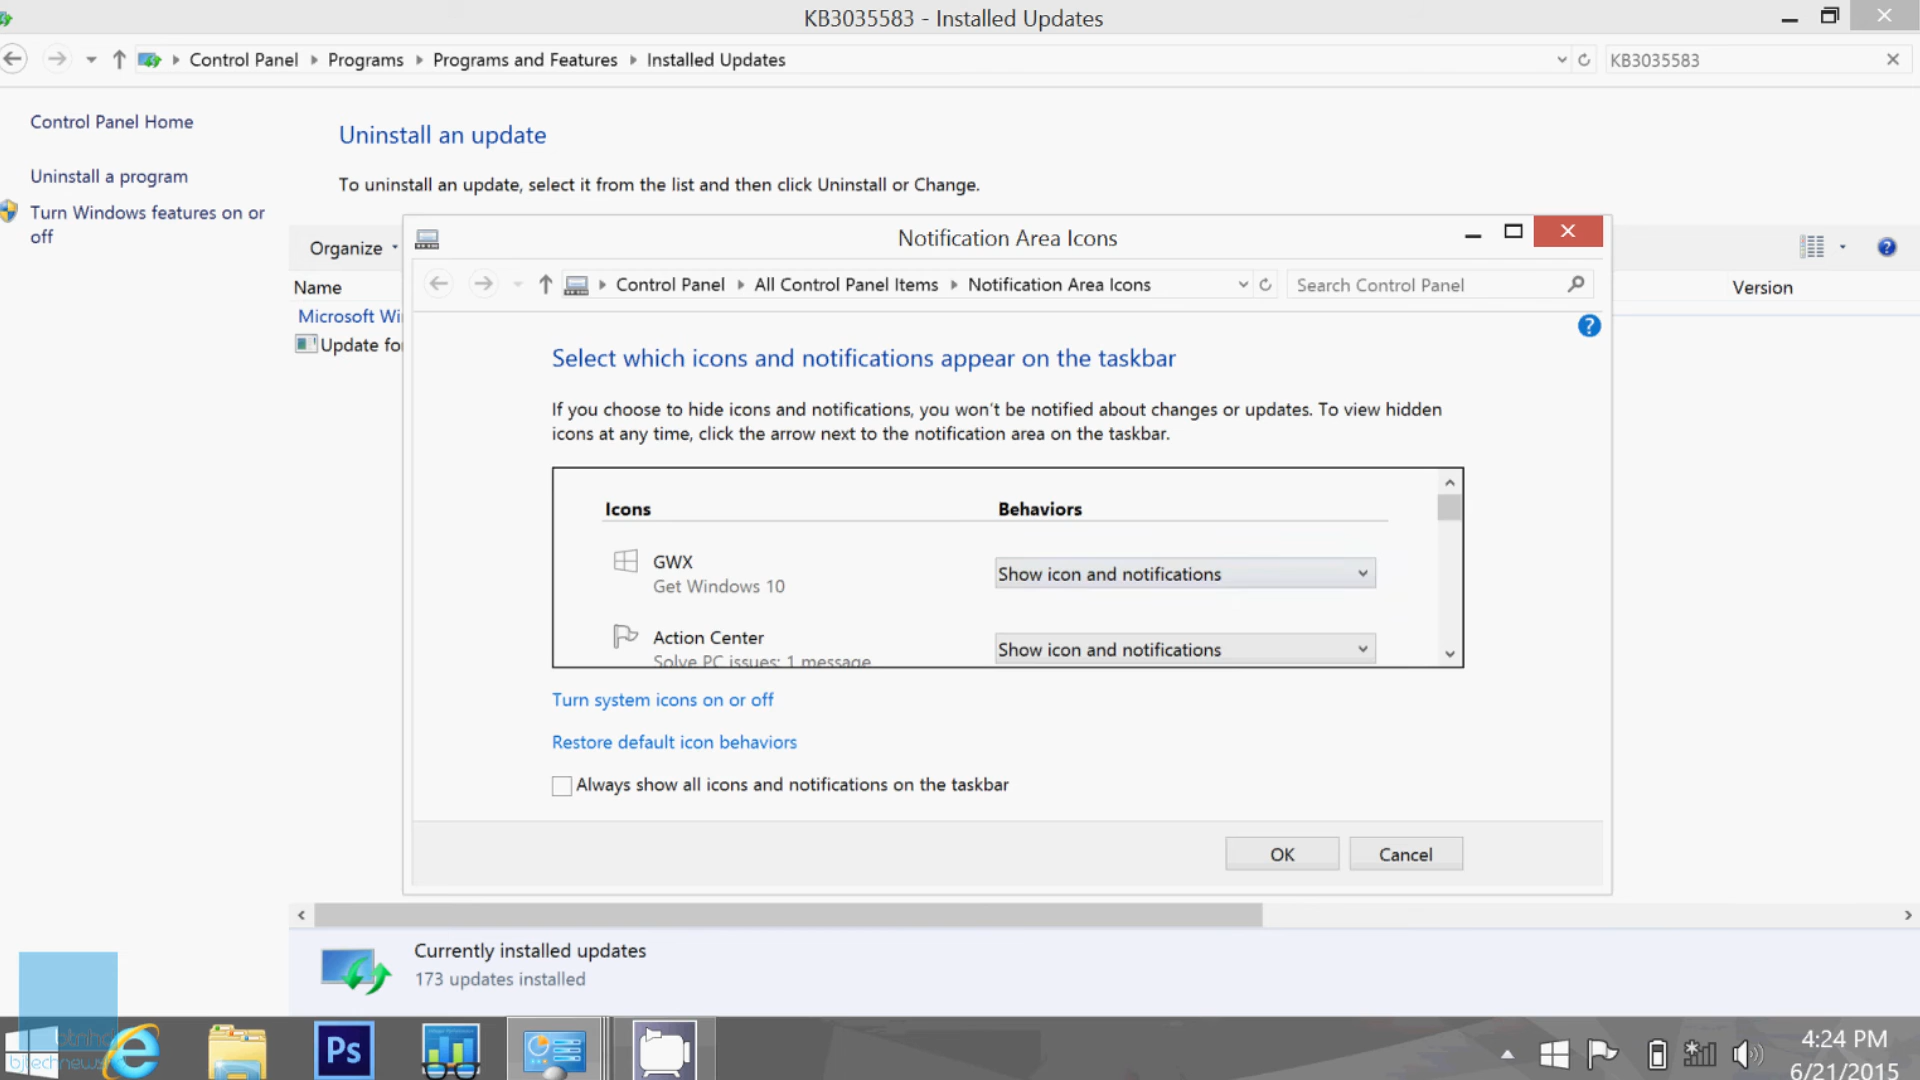 KB3035583 - Installed Updates
Control Panel
Programs
Programs and Features
Installed Updates
KB3035583
Control Panel Home
Uninstall a program
Turn Windows features on or
off
Uninstall an update
To uninstall an update, select it from the list and then click Uninstall or Change.
Organize
Name
Version
Microsoft Wi
Update fo
Notification Area Icons
Control Panel
All Control Panel Items
Notification Area Icons
Search Control Panel
Select which icons and notifications appear on the taskbar
If you choose to hide icons and notifications, you won't be notified about changes or updates. To view hidden
icons at any time, click the arrow next to the notification area on the taskbar.
Icons
Behaviors
GWX
Get Windows 10
Show icon and notifications
Action Center
Solve PC issues: 1 message
Show icon and notifications
Turn system icons on or off
Restore default icon behaviors
Always show all icons and notifications on the taskbar
OK
Cancel
Currently installed updates
173 updates installed
Ps
4:24 PM
6/21/2015